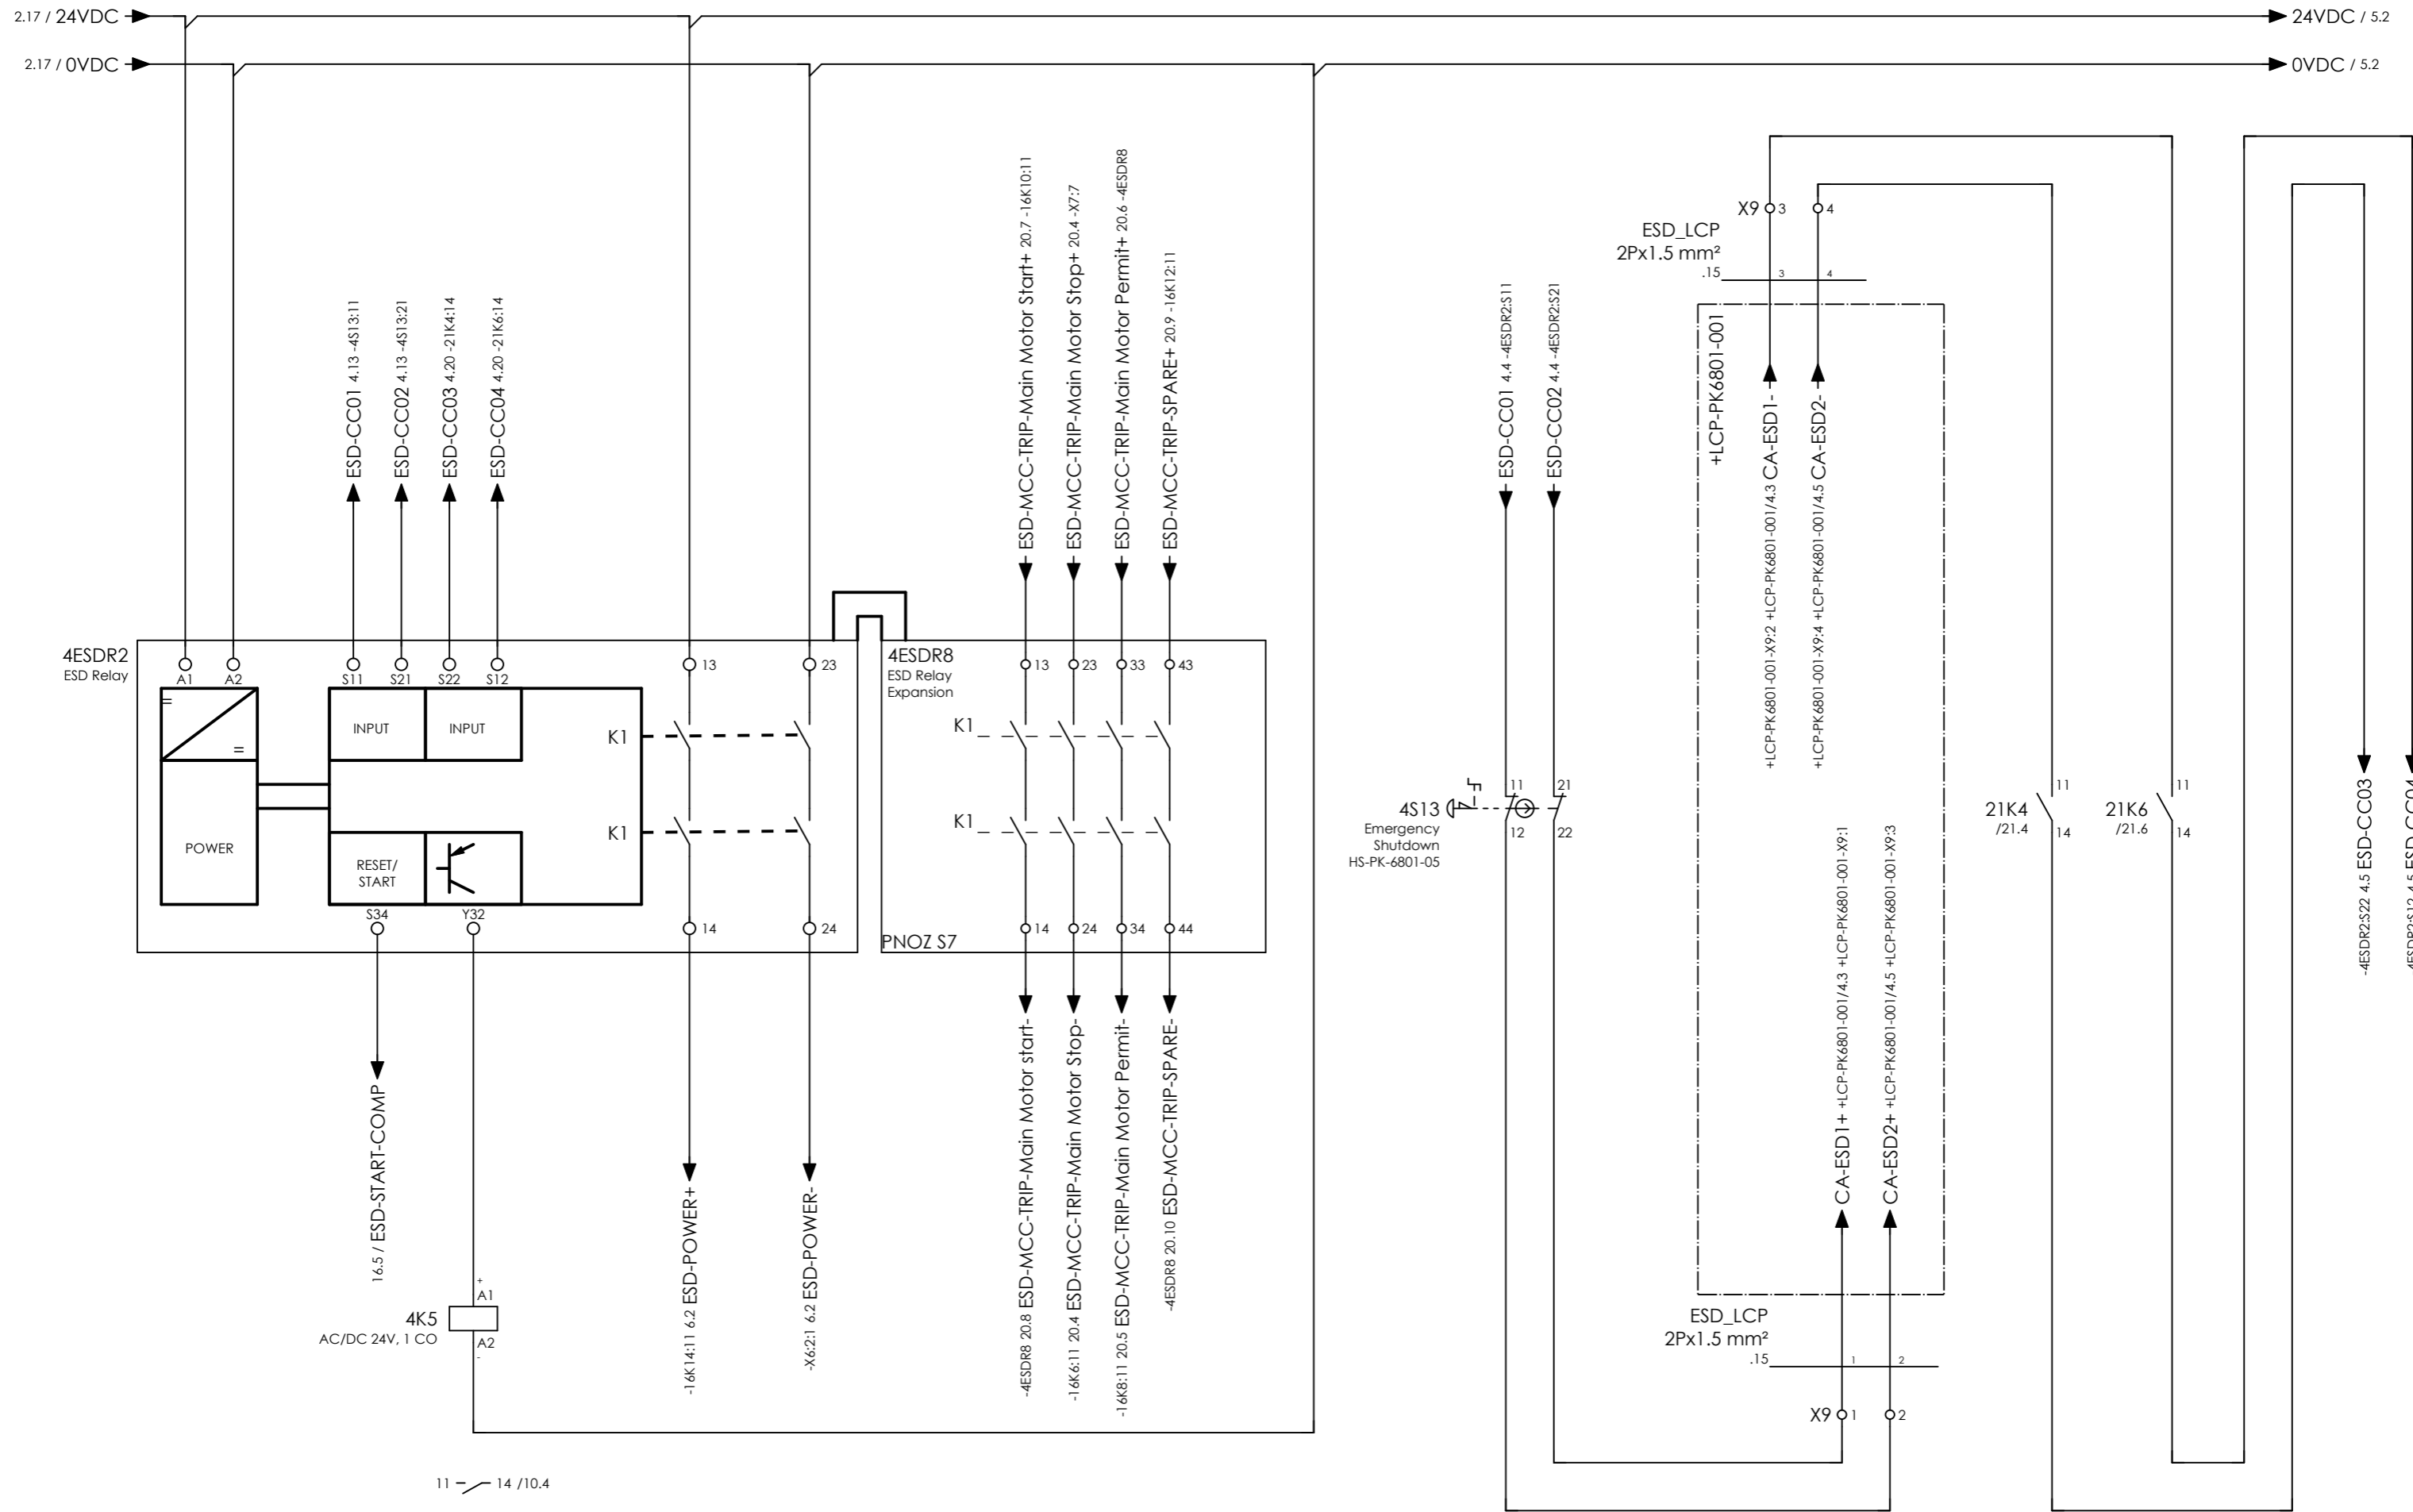 2.17 / 24VDC
24VDC / 5.2
2.17 / 0VDC
0VDC / 5.2
ESD-CC01 4.13 -4S13:11
ESD-CC02 4.13 -4S13:21
ESD-CC03 4.20 -21K4:14
ESD-CC04 4.20 -21K6:14
ESD-MCC-TRIP-Main Motor Start+ 20.7 -16K10:11
ESD-MCC-TRIP-Main Motor Stop+ 20.4 -X7:7
ESD-MCC-TRIP-Main Motor Permit+ 20.6 -4ESDR8
ESD-MCC-TRIP-SPARE+ 20.9 -16K12:11
ESD-CC01 4.4 -4ESDR2:S11
ESD-CC02 4.4 -4ESDR2:S21
X9 3 4
ESD_LCP
2Px1.5 mm²
.15 3 4
+LCP-PK6801-001
+LCP-PK6801-001-X9:2 +LCP-PK6801-001/4.3 CA-ESD1-
+LCP-PK6801-001-X9:4 +LCP-PK6801-001/4.5 CA-ESD2-
4ESDR2
ESD Relay
A1 A2 S11 S21 S22 S12 13 23
4ESDR8
ESD Relay
Expansion
13 23 33 43
=
=
INPUT INPUT
K1
K1
POWER
RESET/
START
K1
K1
S34 Y32 14 24
PNOZ S7
14 24 34 44
4S13
Emergency
Shutdown
HS-PK-6801-05
11 21
12 22
21K4
/21.4
11
14
21K6
/21.6
11
14
-4ESDR2:S22 4.5 ESD-CC03
-4ESDR2:S12 4.5 ESD-CC04
16.5 / ESD-START-COMP
-16K14:11 6.2 ESD-POWER+
-X6:2:1 6.2 ESD-POWER-
-4ESDR8 20.8 ESD-MCC-TRIP-Main Motor start-
-16K6:11 20.4 ESD-MCC-TRIP-Main Motor Stop-
-16K8:11 20.5 ESD-MCC-TRIP-Main Motor Permit-
-4ESDR8 20.10 ESD-MCC-TRIP-SPARE-
CA-ESD1+ +LCP-PK6801-001/4.3 +LCP-PK6801-001-X9:1
CA-ESD2+ +LCP-PK6801-001/4.5 +LCP-PK6801-001-X9:3
+
A1
4K5
AC/DC 24V, 1 CO
A2
-
ESD_LCP
2Px1.5 mm²
.15 1 2
X9 1 2
11 14 /10.4